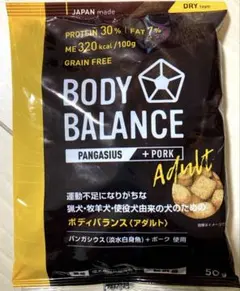 JAPAN made
DRY type
PROTEIN 30% | FAT 7%
ME 320 kcal/100g
GRAIN FREE
BODY
BALANCE
PANGASIUS + PORK
Adult
運動不足になりがちな
猟犬・牧羊犬・使役犬由来の犬のための
ボディバランス〈アダルト〉
パンガシウス(淡水白身魚)+ポーク 使用
50g